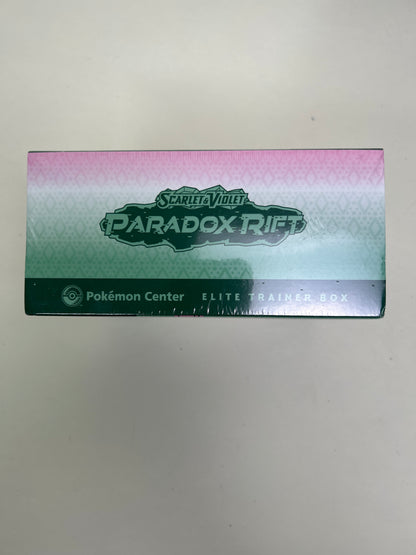 SCARLET & VIOLET
PARADOX RIFT
Pokémon Center ELITE TRAINER BOX